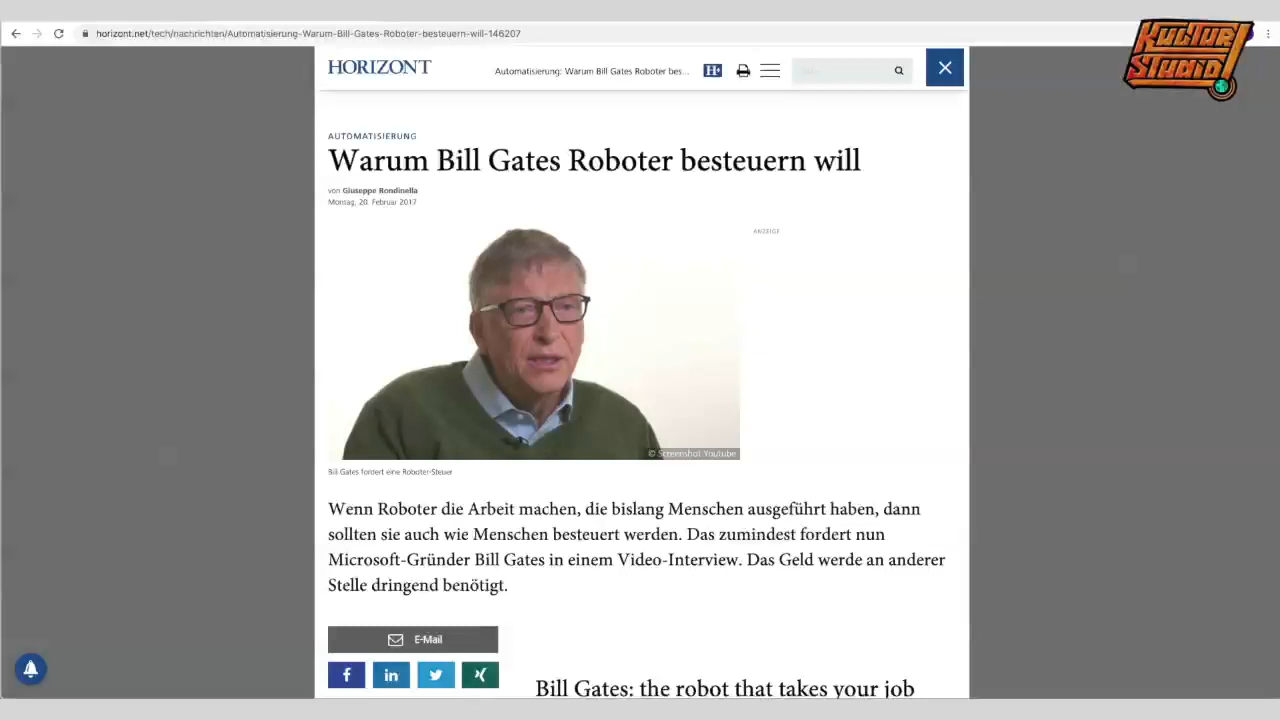 horizont.net/tech/nachrichten/Automatisierung-Warum-Bill-Gates-Roboter-besteuern-will-146207
KULTUR
STUDIO
HORIZONT
Automatisierung: Warum Bill Gates Roboter bes...
H+
AUTOMATISIERUNG
Warum Bill Gates Roboter besteuern will
von Giuseppe Rondinella
Montag, 20. Februar 2017
ANZEIGE
© Screenshot Youtube
Bill Gates fordert eine Roboter-Steuer
Wenn Roboter die Arbeit machen, die bislang Menschen ausgeführt haben, dann
sollten sie auch wie Menschen besteuert werden. Das zumindest fordert nun
Microsoft-Gründer Bill Gates in einem Video-Interview. Das Geld werde an anderer
Stelle dringend benötigt.
E-Mail
Bill Gates: the robot that takes your job